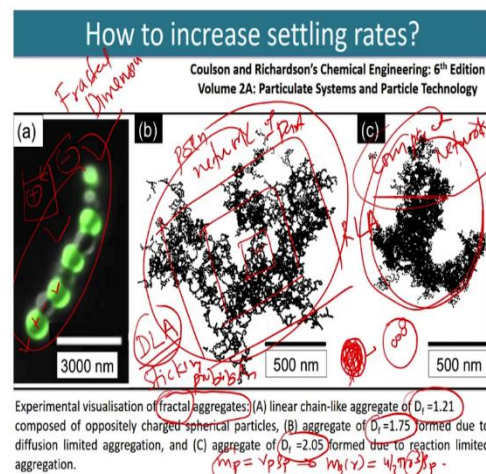 How to increase settling rates?
Coulson and Richardson's Chemical Engineering: 6th Edition
Volume 2A: Particulate Systems and Particle Technology
Fractal
Dimension
(a)
(b)
(c)
network of
Compact
network
RLA
DLA
Sticking
3000 nm
500 nm
500 nm
Experimental visualisation of fractal aggregates: (A) linear chain-like aggregate of Df =1.21
composed of oppositely charged spherical particles, (B) aggregate of Df =1.75 formed due to
diffusion limited aggregation, and (C) aggregate of Df =2.05 formed due to reaction limited
aggregation.